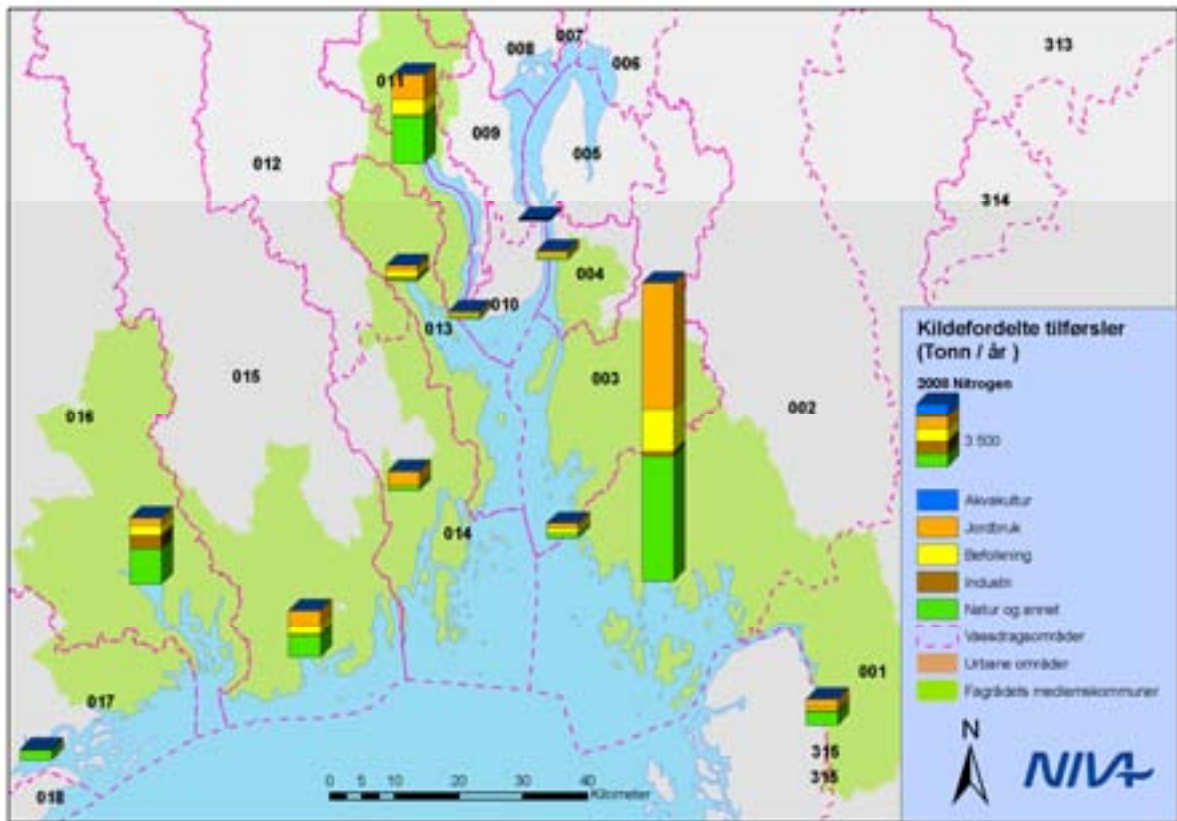 007
008
006
313
011
009
005
012
314
004
010
013
015
003
002
016
014
001
017
316
315
018
0 5 10 20 30 40
Kilometer
Kildefordelte tilførsler
(Tonn / år )
2008 Nitrogen
3 500
Akvakultur
Jordbruk
Befolkning
Industri
Natur og annet
Vassdragsområder
Urbane områder
Fagrådets medlemskommuner
N
NIVA